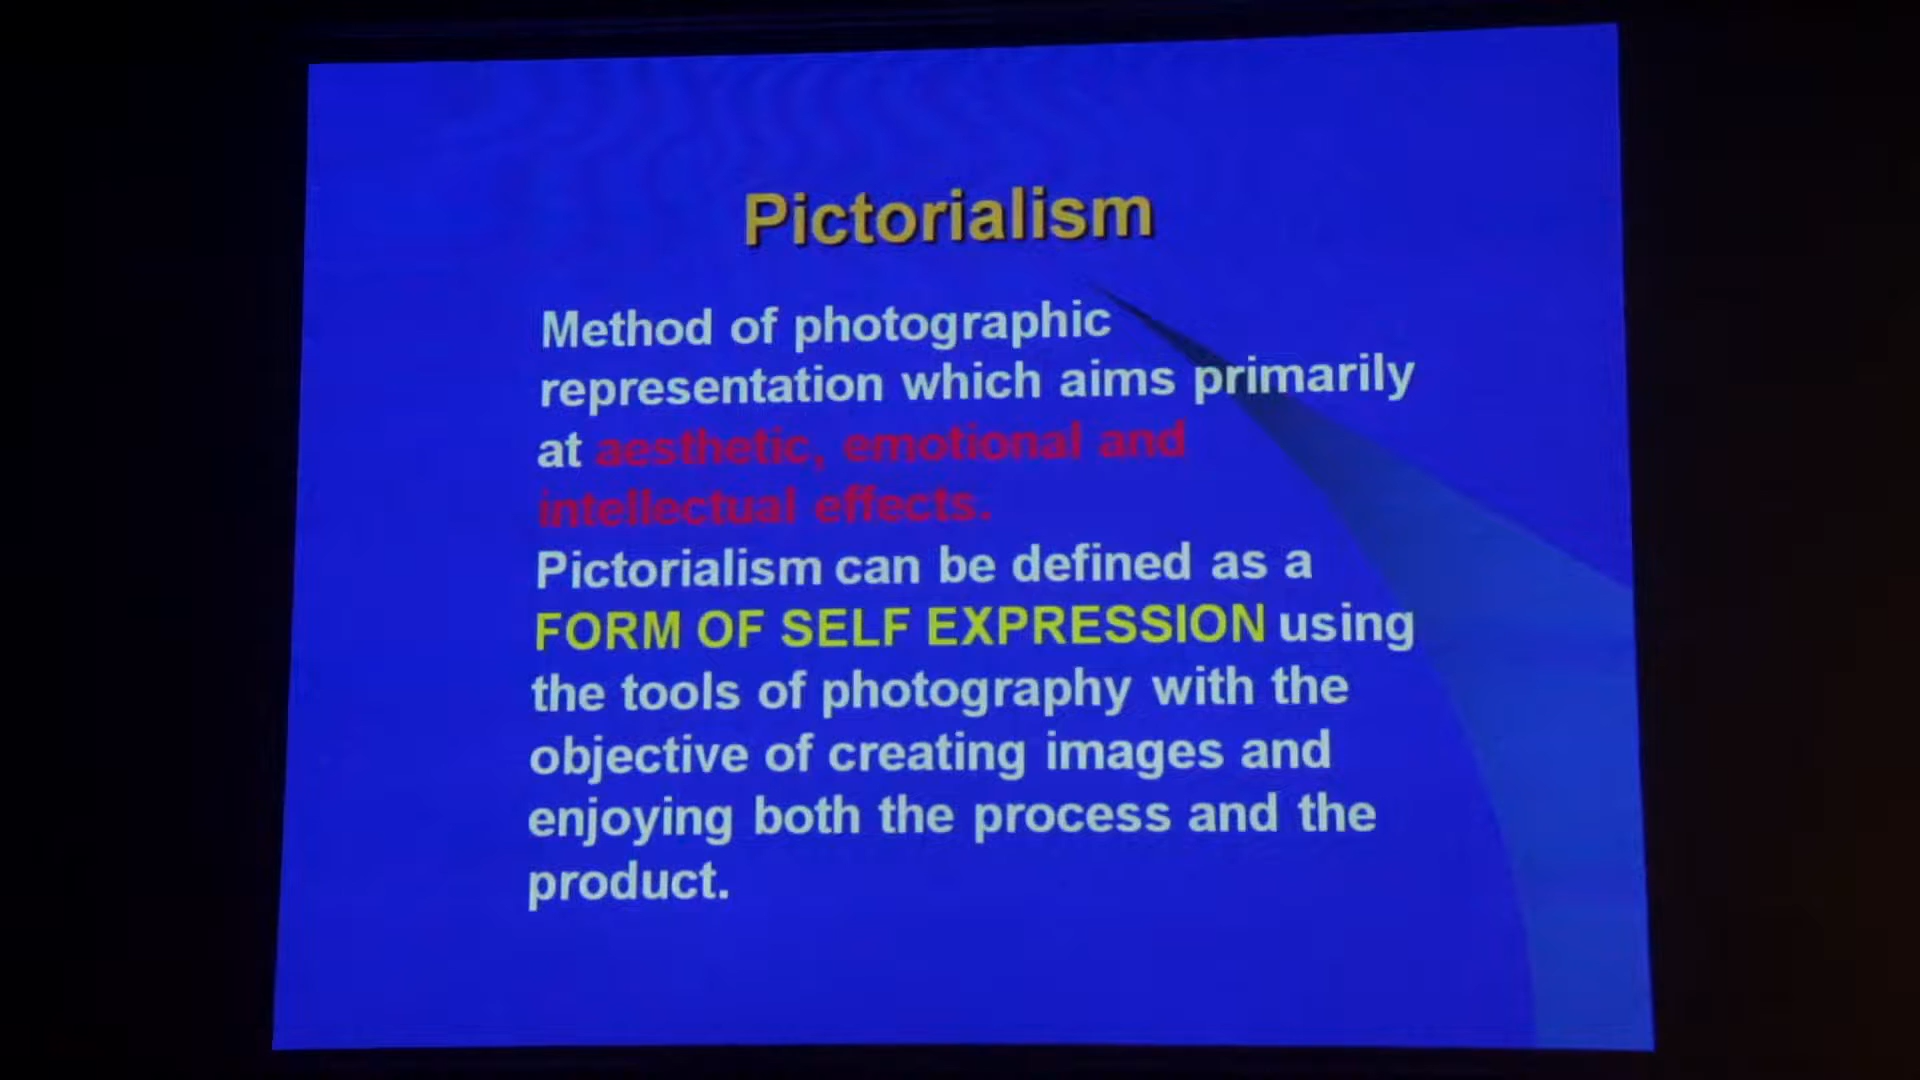 Pictorialism
Method of photographic
representation which aims primarily
at aesthetic, emotional and
intellectual effects.
Pictorialism can be defined as a
FORM OF SELF EXPRESSION using
the tools of photography with the
objective of creating images and
enjoying both the process and the
product.